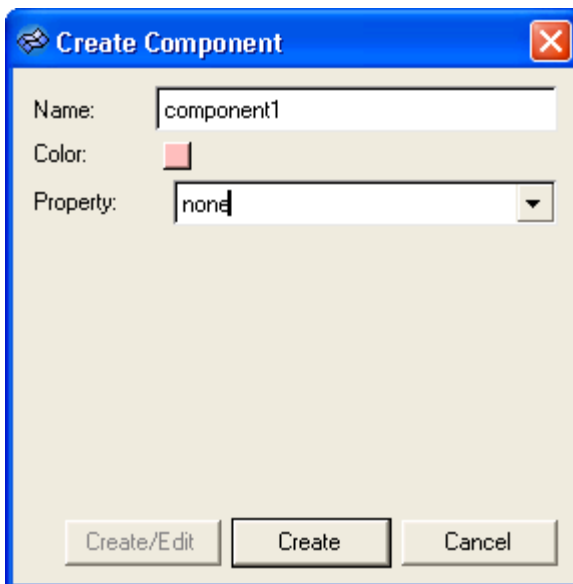 Create Component
Name: component1
Color:
Property: none
Create/Edit Create Cancel